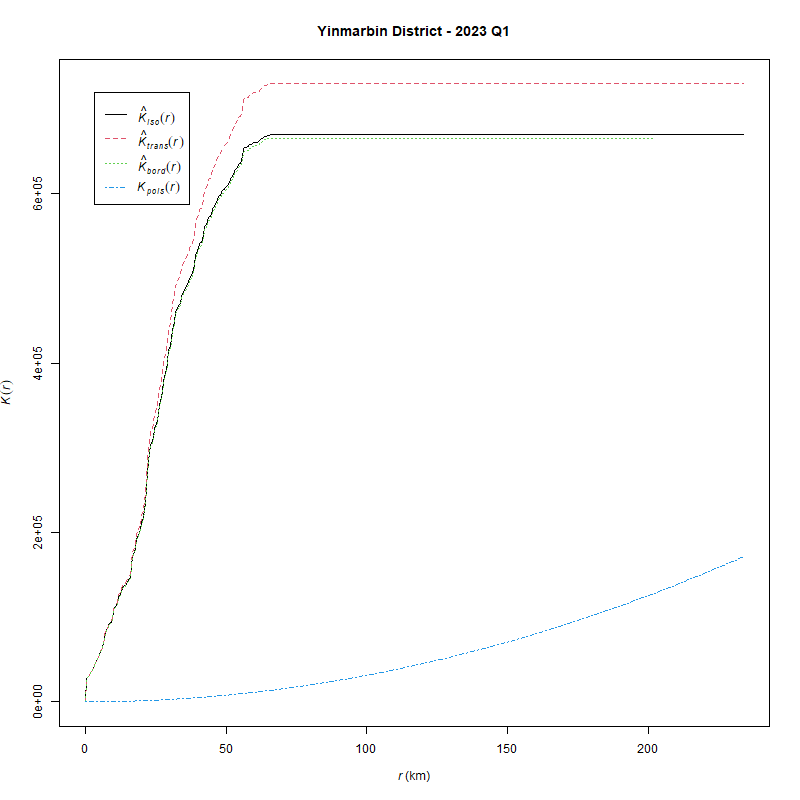 Yinmarbin District - 2023 Q1
K̂iso(r)
K̂trans(r)
K̂bord(r)
Kpois(r)
6e+05
4e+05
K(r)
2e+05
0e+00
0 50 100 150 200
r (km)